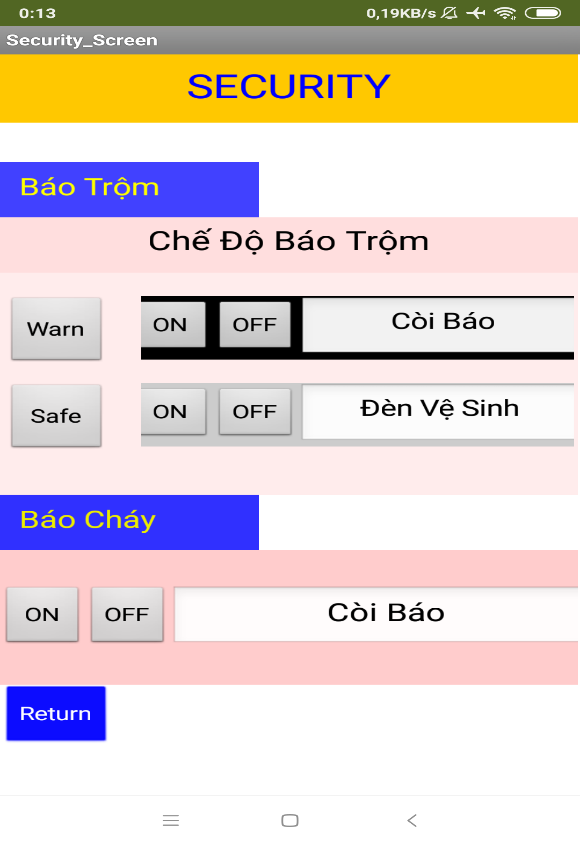 0:13 0,19KB/s
Security_Screen
SECURITY
Báo Trộm
Chế Độ Báo Trộm
Warn ON OFF Còi Báo
Safe ON OFF Đèn Vệ Sinh
Báo Cháy
ON OFF Còi Báo
Return